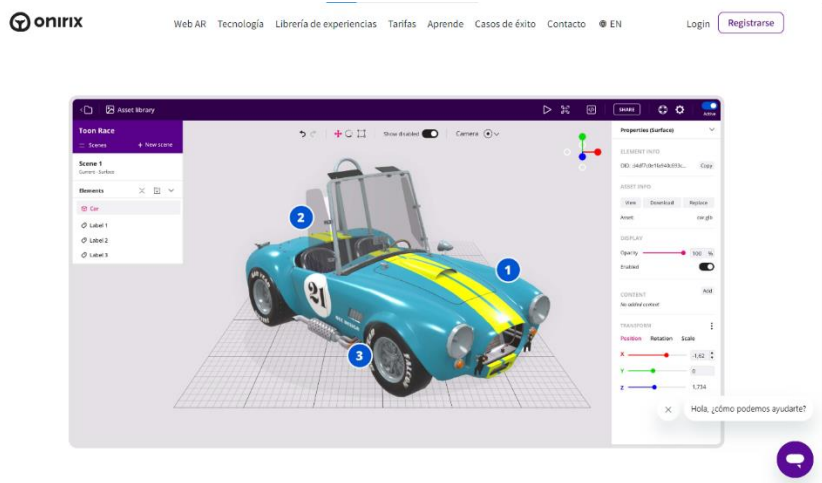 onirix
Web AR Tecnología Librería de experiencias Tarifas Aprende Casos de éxito Contacto EN
Login Registrarse
Asset library
SHARE
Active
Toon Race
Scenes + New scene
Scene 1
Elements
Car
Label 1
Label 2
Label 3
Show disabled
Camera
2
1
21
3
Properties (Surface)
ELEMENT INFO
Copy
ASSET INFO
View Download Replace
Asset car.glb
DISPLAY
Opacity 100 %
Enabled
CONTENT Add
No added content
TRANSFORM
Position Rotation Scale
X -1,62
Y 0
Z 1,734
Hola, ¿cómo podemos ayudarte?